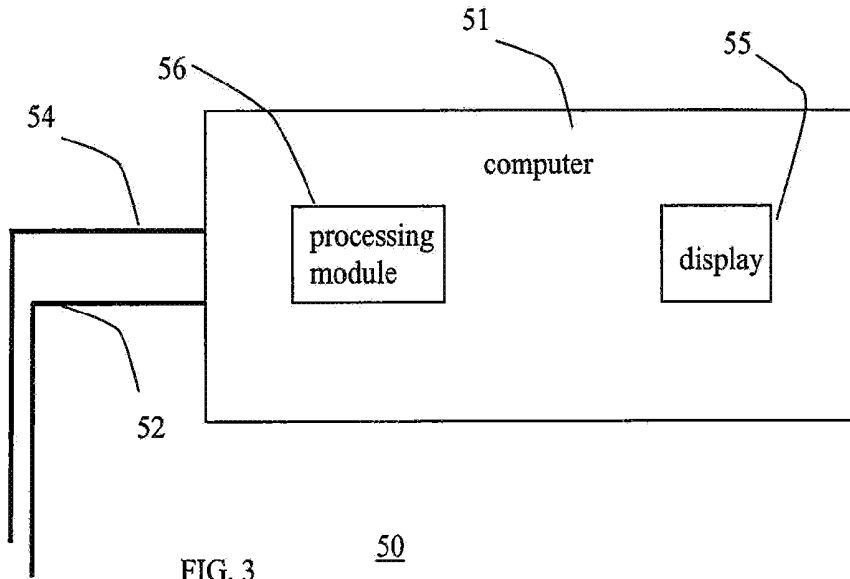 51
55
56
54
computer
processing
module
display
52
50
FIG. 3